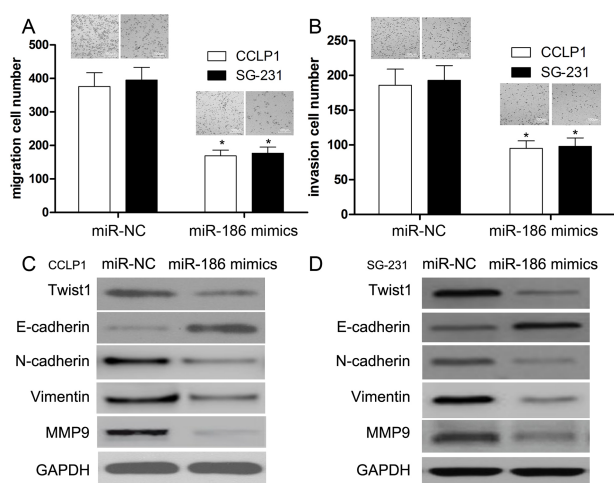 A
migration cell number
500
400
300
200
100
0
CCLP1
SG-231
*
*
miR-NC
miR-186 mimics
B
invasion cell number
250
200
150
100
50
0
CCLP1
SG-231
*
*
miR-NC
miR-186 mimics
C
CCLP1
miR-NC
miR-186 mimics
Twist1
E-cadherin
N-cadherin
Vimentin
MMP9
GAPDH
D
SG-231
miR-NC
miR-186 mimics
Twist1
E-cadherin
N-cadherin
Vimentin
MMP9
GAPDH